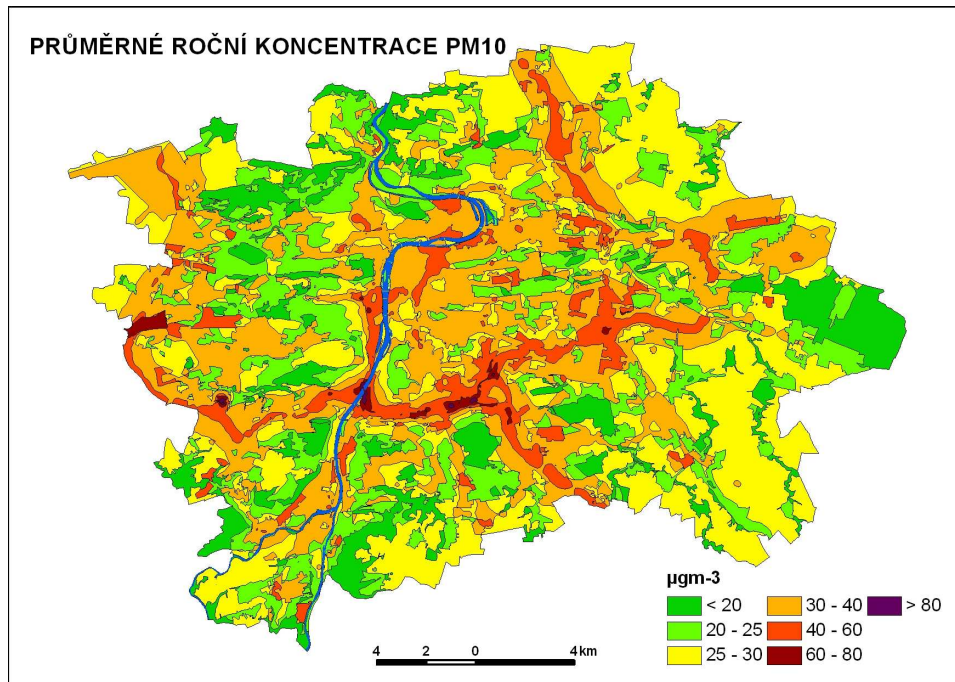 PRŮMĚRNÉ ROČNÍ KONCENTRACE PM10
µgm-3
< 20 30 - 40 > 80
20 - 25 40 - 60
25 - 30 60 - 80
4 2 0 4 km